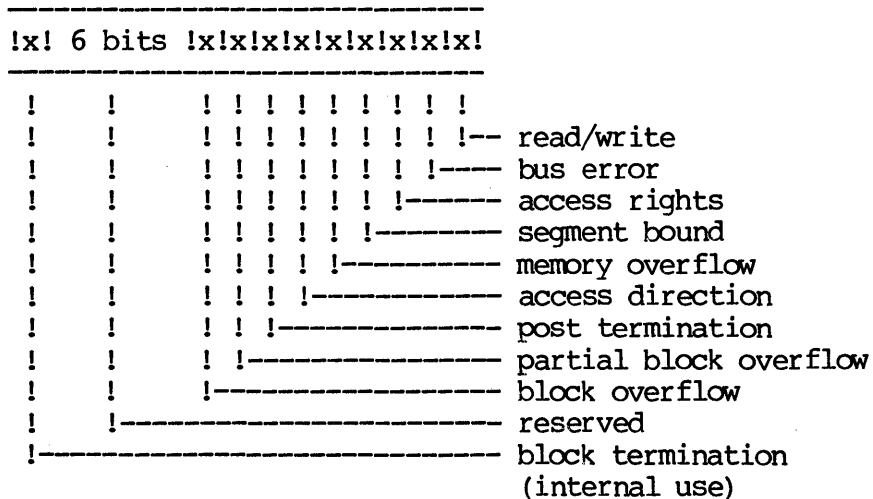 ------------------------------
!x! 6 bits !x!x!x!x!x!x!x!x!x!
------------------------------
 !    !     ! ! ! ! ! ! ! ! !
 !    !     ! ! ! ! ! ! ! ! !-- read/write
 !    !     ! ! ! ! ! ! ! !---- bus error
 !    !     ! ! ! ! ! ! !------ access rights
 !    !     ! ! ! ! ! !-------- segment bound
 !    !     ! ! ! ! !---------- memory overflow
 !    !     ! ! ! !------------ access direction
 !    !     ! ! !-------------- post termination
 !    !     ! !---------------- partial block overflow
 !    !     !------------------ block overflow
 !    !------------------------ reserved
 !----------------------------- block termination
                                (internal use)